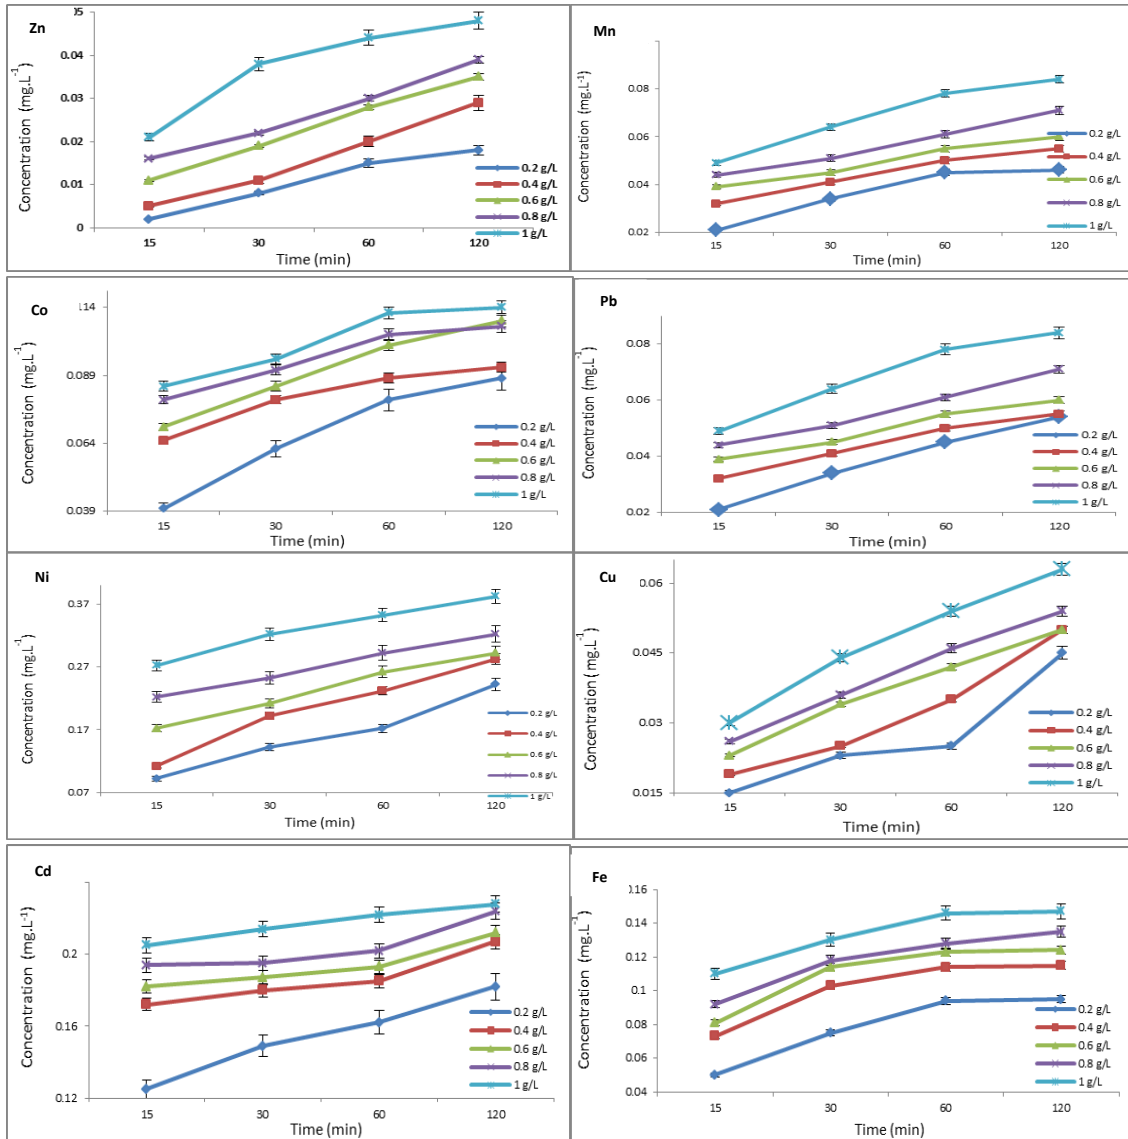 Zn
Concentration (mg.L-1)
0.04
0.03
0.02
0.01
0
15 30 60 120
Time (min)
0.2 g/L
0.4 g/L
0.6 g/L
0.8 g/L
1 g/L
Mn
Concentration (mg.L-1)
0.08
0.06
0.04
0.02
15 30 60 120
Time (min)
0.2 g/L
0.4 g/L
0.6 g/L
0.8 g/L
1 g/L
Co
Concentration (mg.L-1)
0.089
0.064
0.039
15 30 60 120
Time (min)
0.2 g/L
0.4 g/L
0.6 g/L
0.8 g/L
1 g/L
Pb
Concentration (mg.L-1)
0.08
0.06
0.04
0.02
15 30 60 120
Time (min)
0.2 g/L
0.4 g/L
0.6 g/L
0.8 g/L
1 g/L
Ni
Concentration (mg.L-1)
0.37
0.27
0.17
0.07
15 30 60 120
Time (min)
0.2 g/L
0.4 g/L
0.6 g/L
0.8 g/L
1 g/L
Cu
Concentration (mg.L-1)
0.06
0.045
0.03
0.015
15 30 60 120
Time (min)
0.2 g/L
0.4 g/L
0.6 g/L
0.8 g/L
1 g/L
Cd
Concentration (mg.L-1)
0.2
0.16
0.12
15 30 60 120
Time (min)
0.2 g/L
0.4 g/L
0.6 g/L
0.8 g/L
1 g/L
Fe
Concentration (mg.L-1)
0.16
0.14
0.12
0.1
0.08
0.06
0.04
15 30 60 120
Time (min)
0.2 g/L
0.4 g/L
0.6 g/L
0.8 g/L
1 g/L